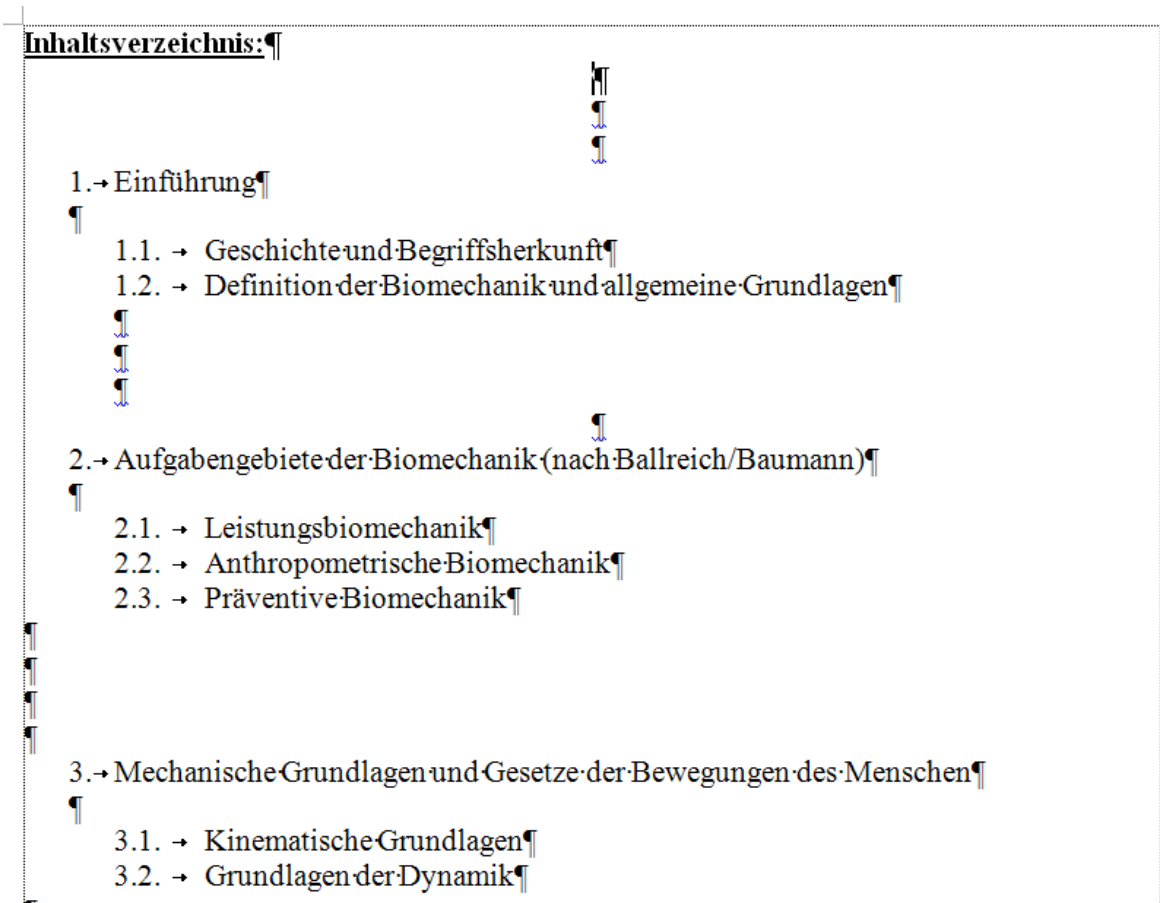 Inhaltsverzeichnis:¶
¶
¶
¶
1.→Einführung¶
¶
1.1. → Geschichte·und·Begriffsherkunft¶
1.2. → Definition·der·Biomechanik·und·allgemeine·Grundlagen¶
¶
¶
¶
¶
2.→Aufgabengebiete·der·Biomechanik·(nach·Ballreich/Baumann)¶
¶
2.1. → Leistungsbiomechanik¶
2.2. → Anthropometrische·Biomechanik¶
2.3. → Präventive·Biomechanik¶
¶
¶
¶
¶
3.→Mechanische·Grundlagen·und·Gesetze·der·Bewegungen·des·Menschen¶
¶
3.1. → Kinematische·Grundlagen¶
3.2. → Grundlagen·der·Dynamik¶